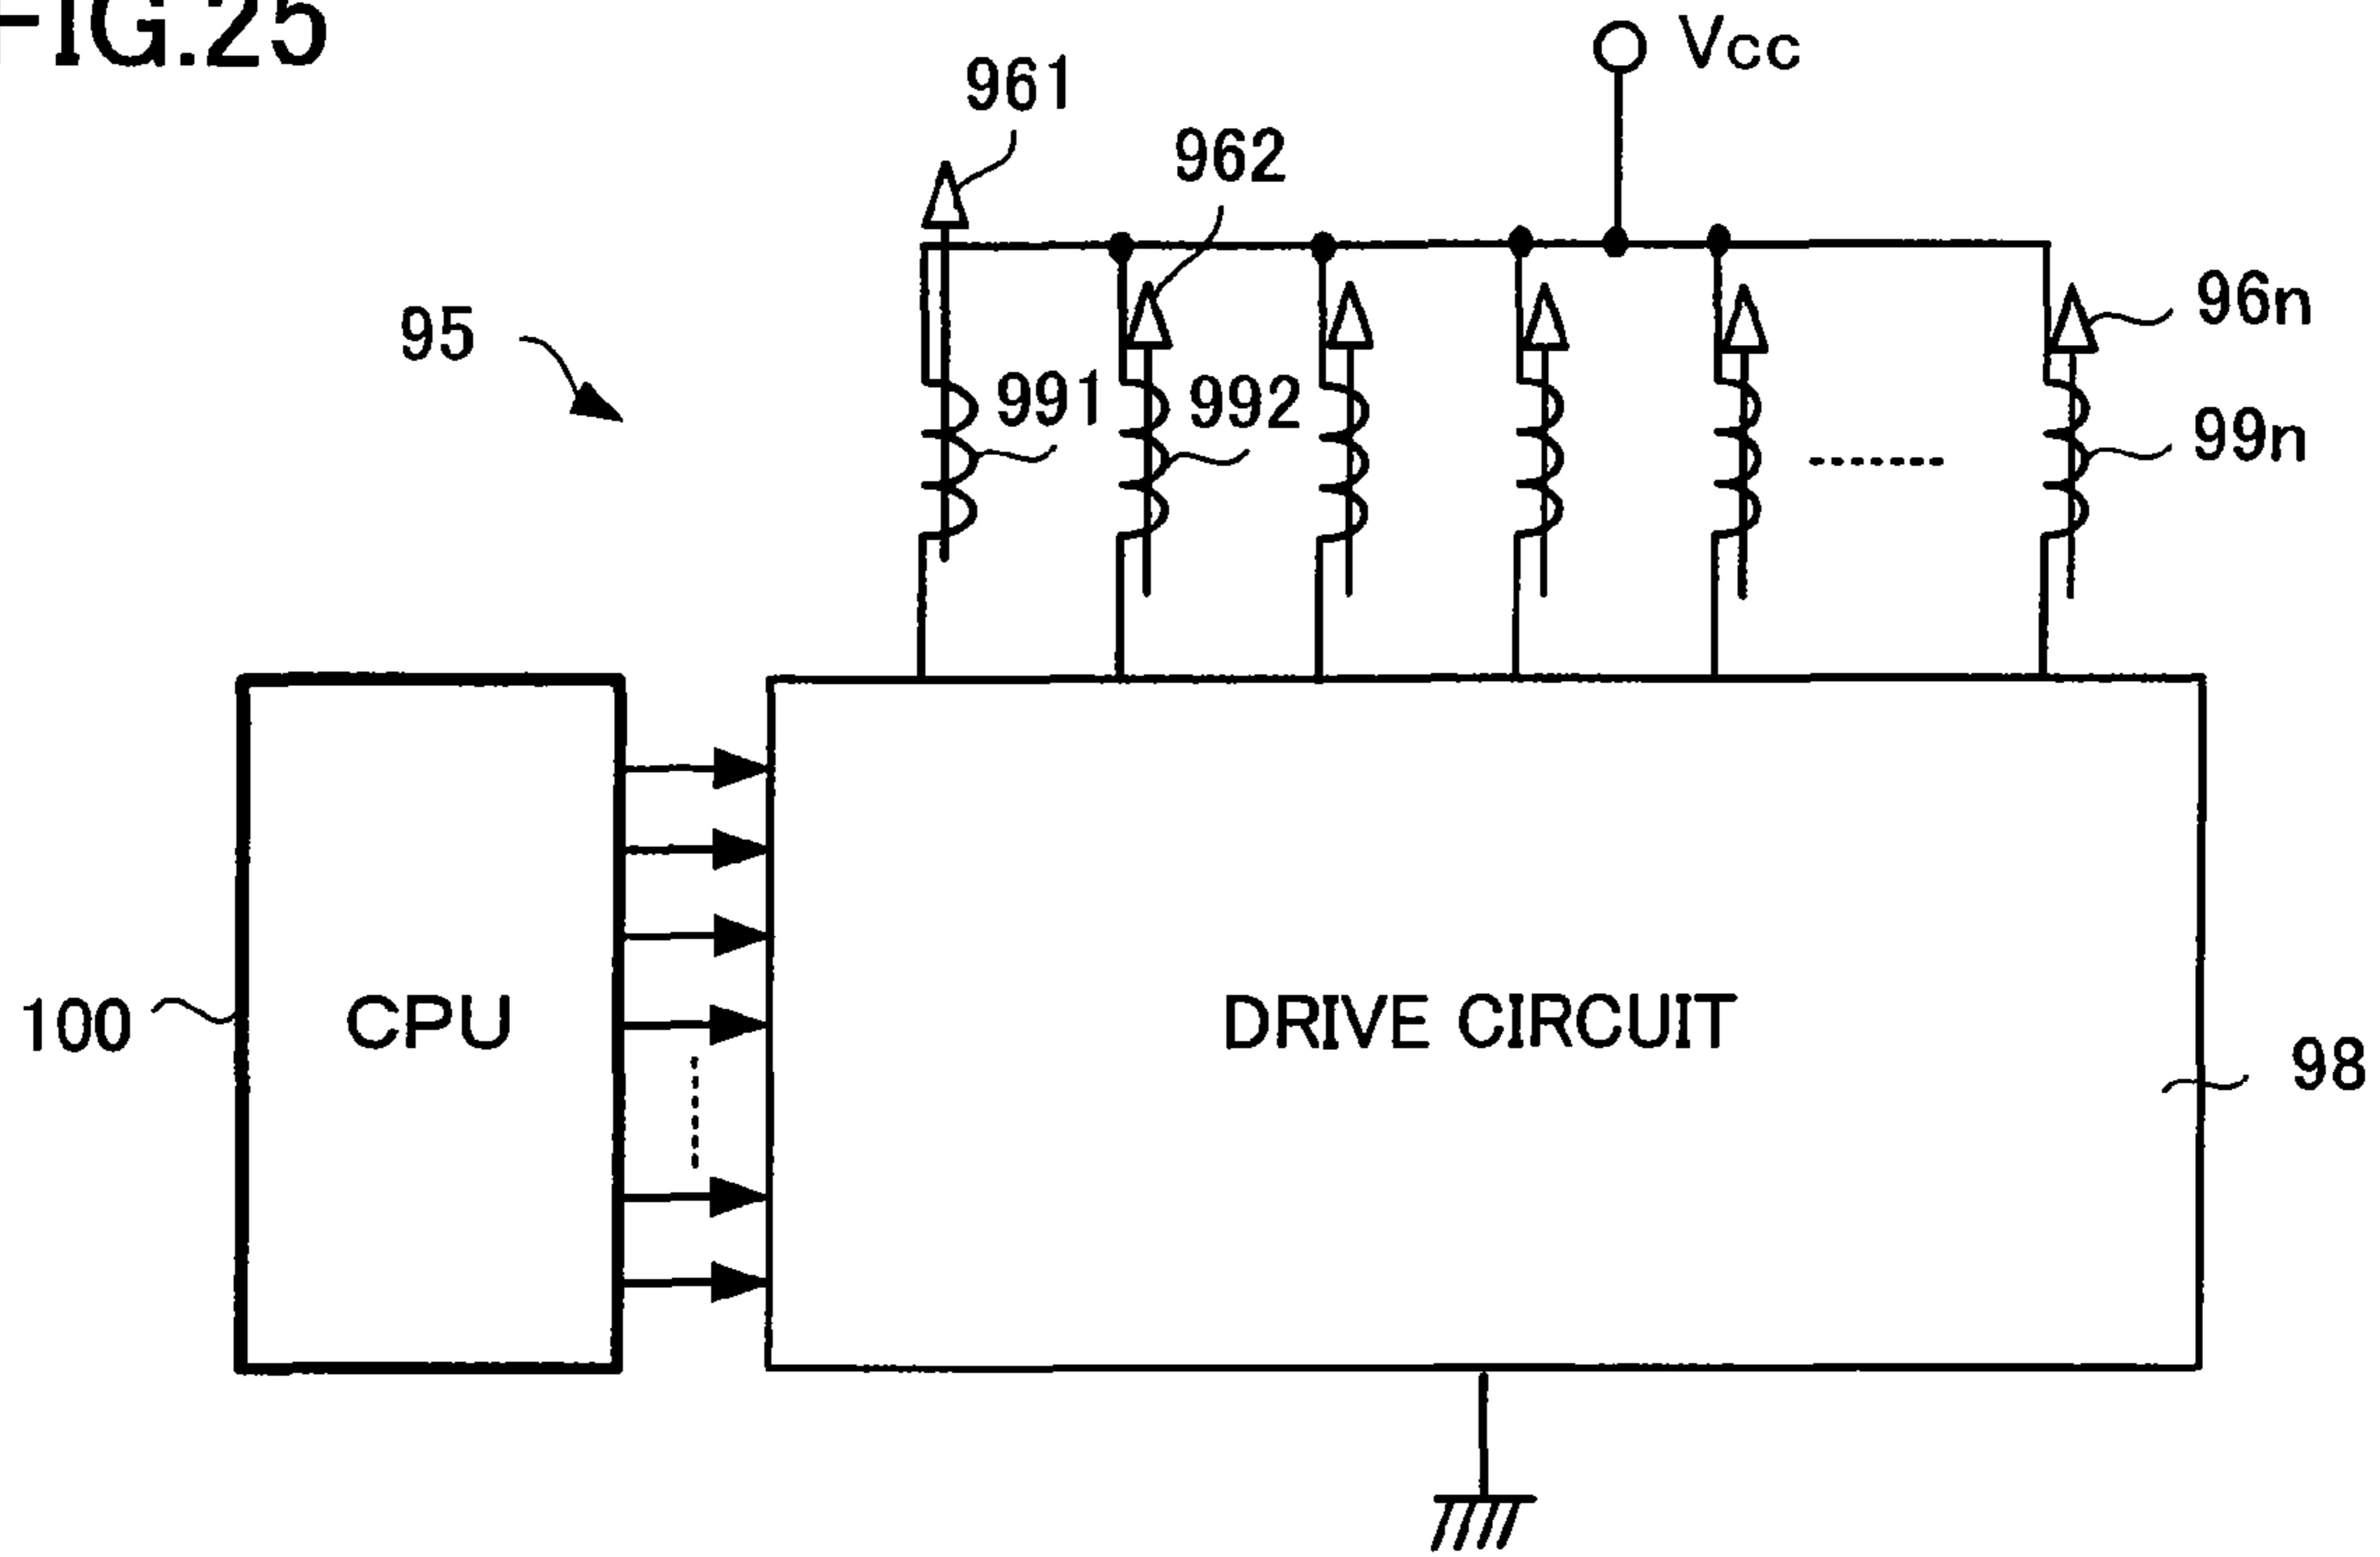 FIG.25
Vcc
961
962
95
96n
991
992
99n
100
CPU
DRIVE CIRCUIT
98